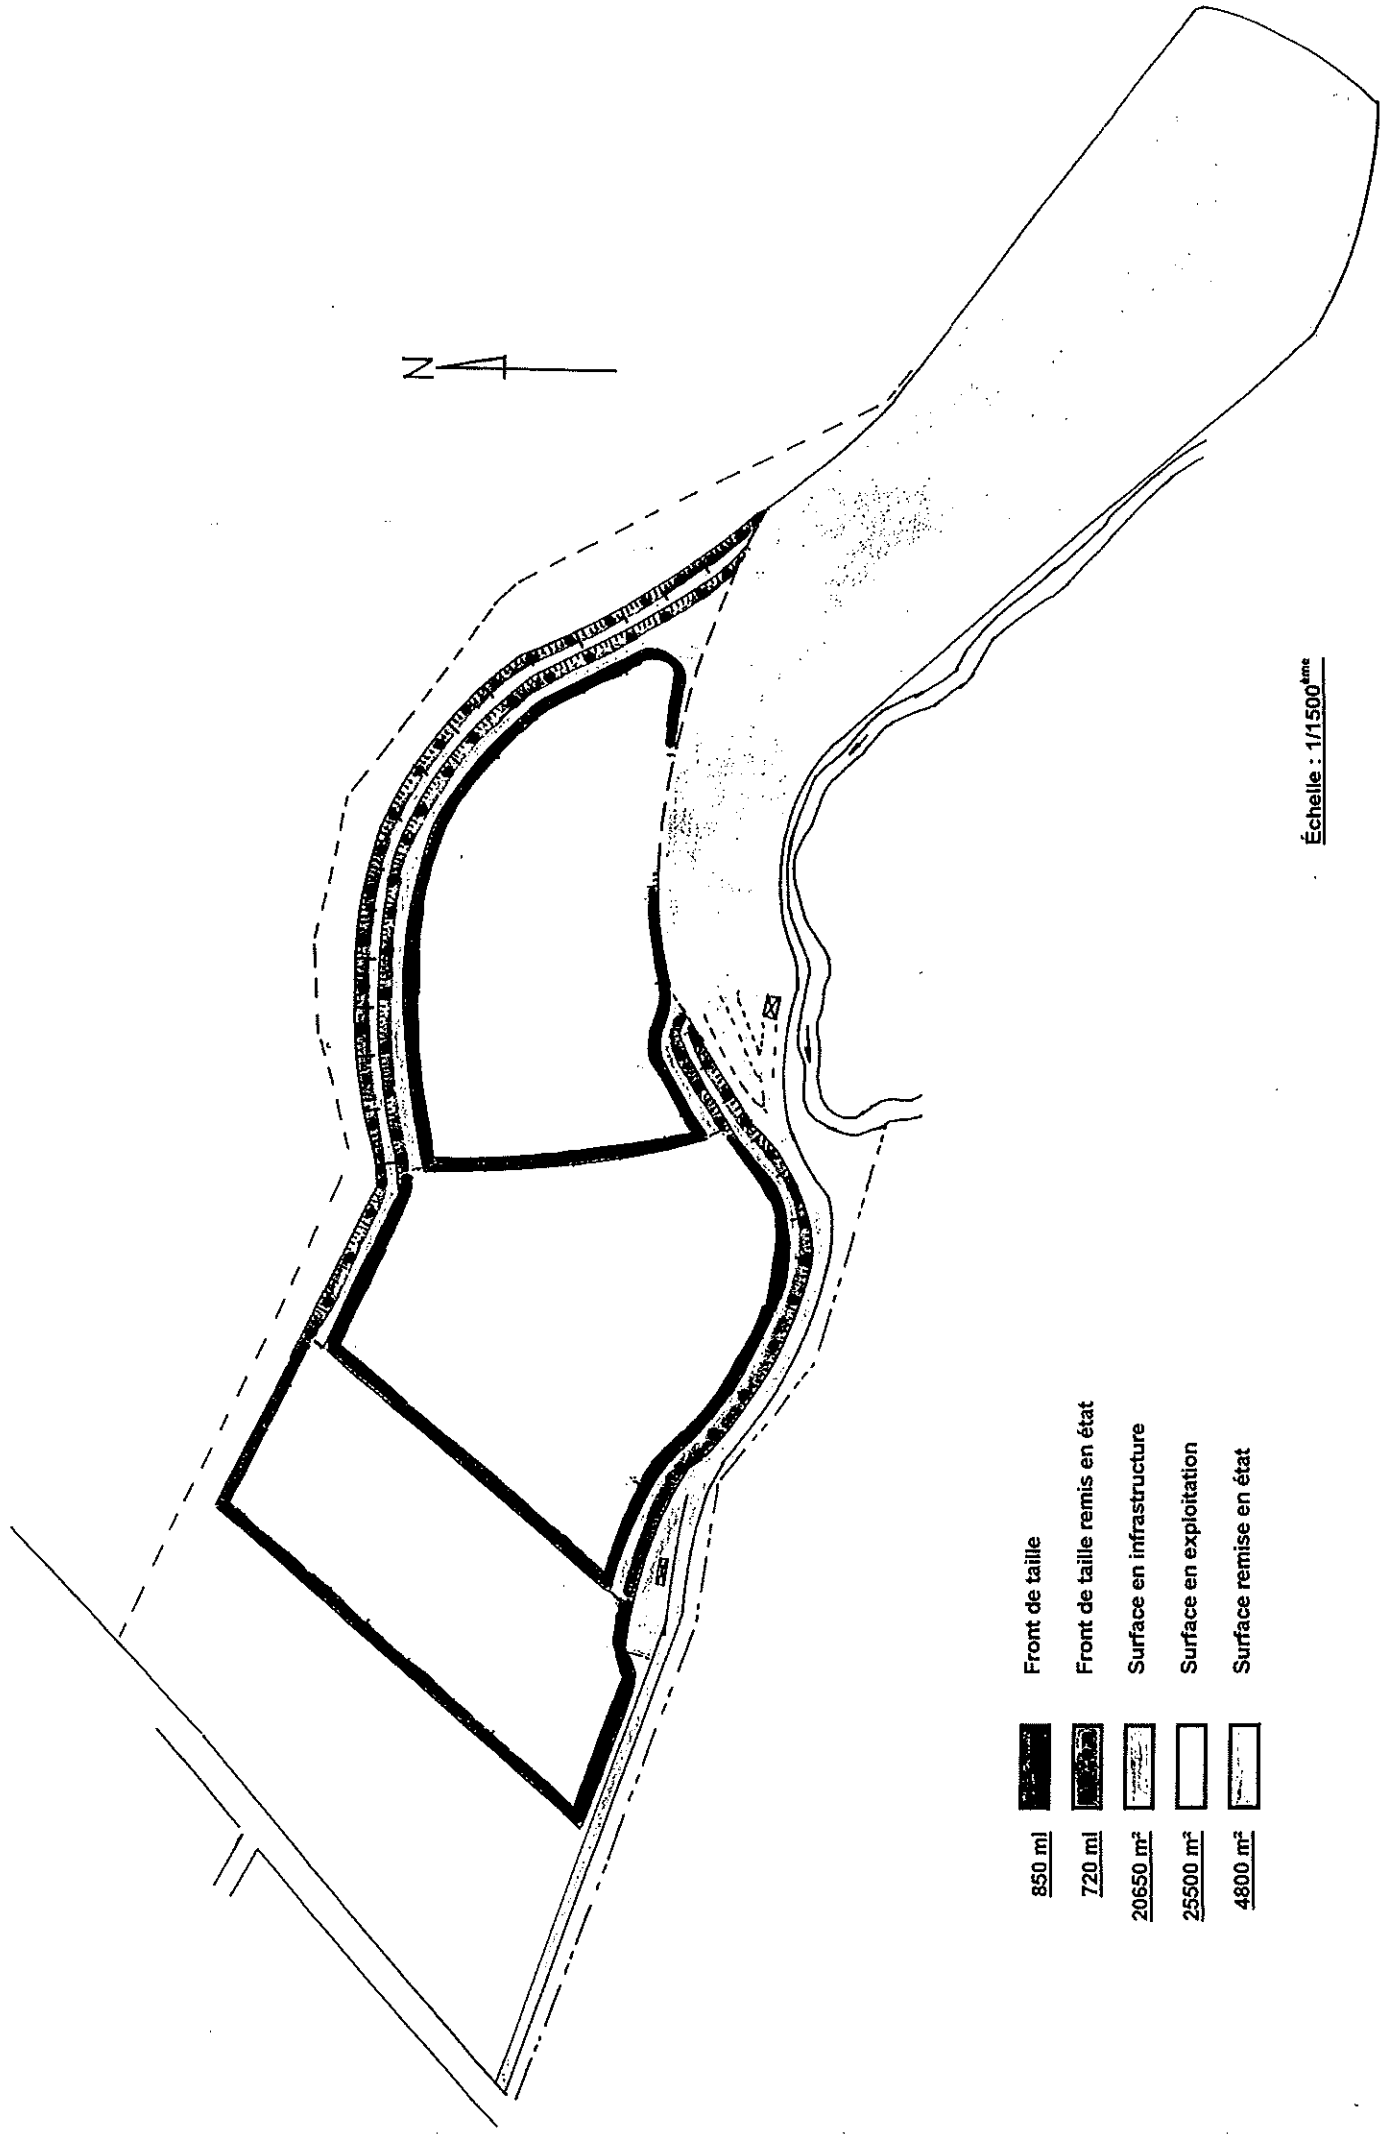 N
850 ml Front de taille
720 ml Front de taille remis en état
20650 m² Surface en infrastructure
25500 m² Surface en exploitation
4800 m² Surface remise en état
Échelle : 1/1500ème